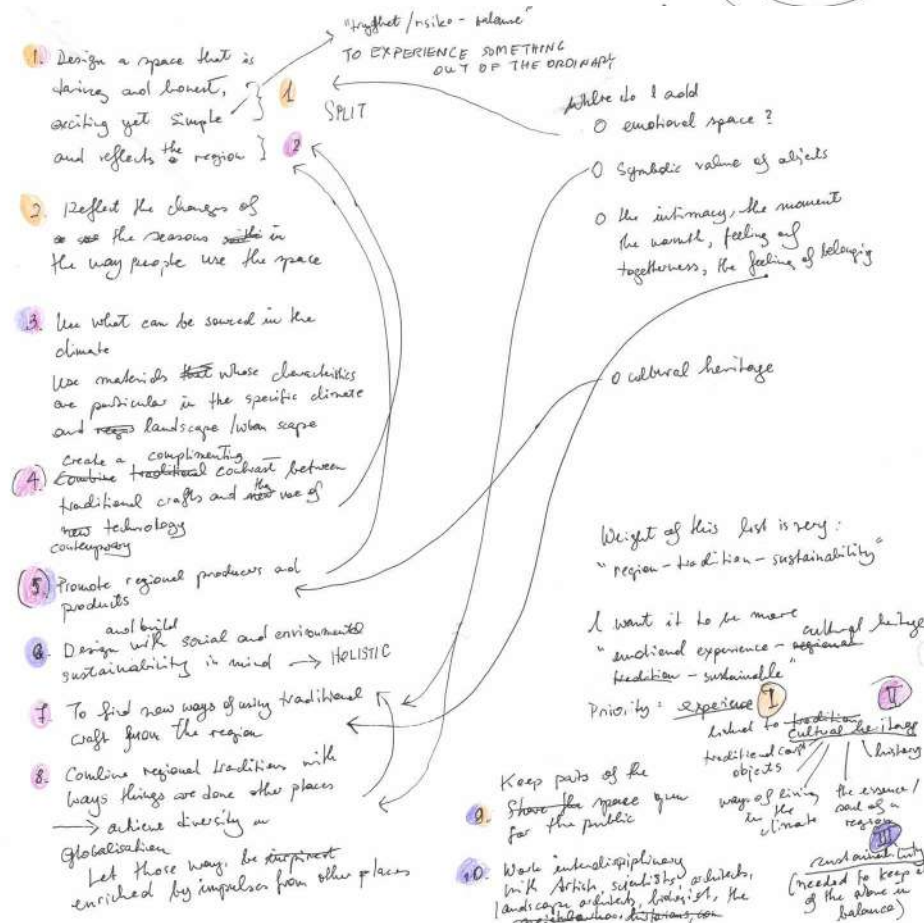 "trygghet / risiko - balanse"
TO EXPERIENCE SOMETHING
OUT OF THE ORDINARY
1. Design a space that is
daring and honest,
exciting yet simple
and reflects the region
1
SPLIT
2
2. Reflect the changes of
the seasons in
the way people use the space
3. Use what can be sourced in the
climate
Use materials that whose characteristics
are particular in the specific climate
and landscape / urban scape
4. create a complimenting
Combine traditional contrast between
traditional crafts and the new use of
new technology
contemporary
5. Promote regional producers and
products
6. Design and build with social and environmental
sustainability in mind → HOLISTIC
7. To find new ways of using traditional
craft from the region
8. Combine regional traditions with
ways things are done other places
→ achieve diversity in
globalisation
Let those ways be
enriched by impulses from other places
Where do I add
O emotional space?
O Symbolic value of objects
O the intimacy, the moment
the warmth, feeling of
togetherness, the feeling of belonging
O cultural heritage
Weight of this list is very:
"region - tradition - sustainability"
I want it to be more
"emotional experience - regional cultural heritage
tradition - sustainable"
Priority: experience I
linked to tradition II
cultural heritage
traditional craft
objects
ways of living
in the
climate
the essence /
soul of a
region
history
III
sustainability
(needed to keep
of the above in
balance)
9. Keep parts of the
Share the space open
for the public
10. Work interdisciplinary
with Artists, scientists, architects,
landscape architects, biologist, the